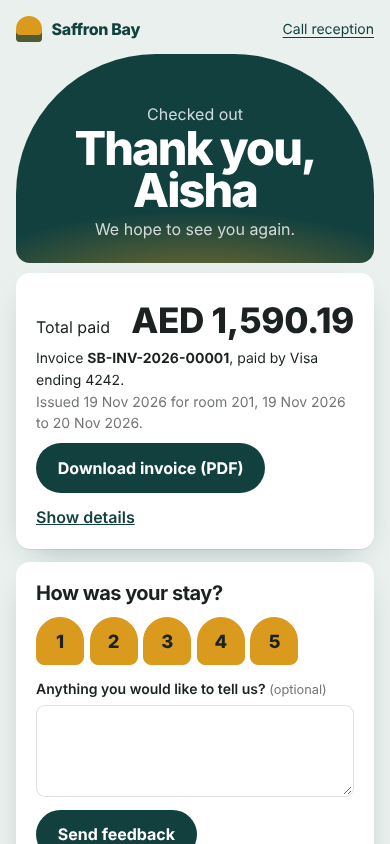 Saffron Bay
Call reception
Checked out
Thank you,
Aisha
We hope to see you again.
Total paid AED 1,590.19
Invoice SB-INV-2026-00001, paid by Visa
ending 4242.
Issued 19 Nov 2026 for room 201, 19 Nov 2026
to 20 Nov 2026.
Download invoice (PDF)
Show details
How was your stay?
1 2 3 4 5
Anything you would like to tell us? (optional)
Send feedback